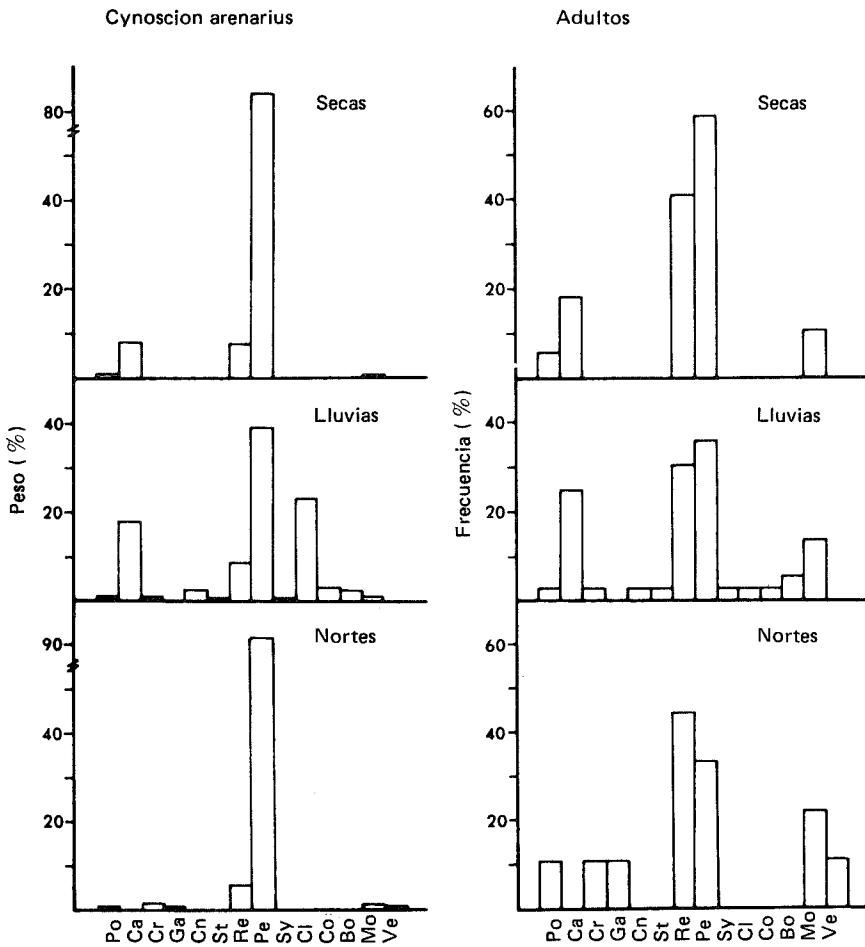 Cynoscion arenarius
Adultos
Peso (%)
Secas
80
40
20
Lluvias
40
20
Nortes
90
40
20
Po Ca Cr Ga Cn St Re Pe Sy Cl Co Bo Mo Ve
Frecuencia (%)
Secas
60
40
20
Lluvias
40
20
Nortes
60
40
20
Po Ca Cr Ga Cn St Re Pe Sy Cl Co Bo Mo Ve